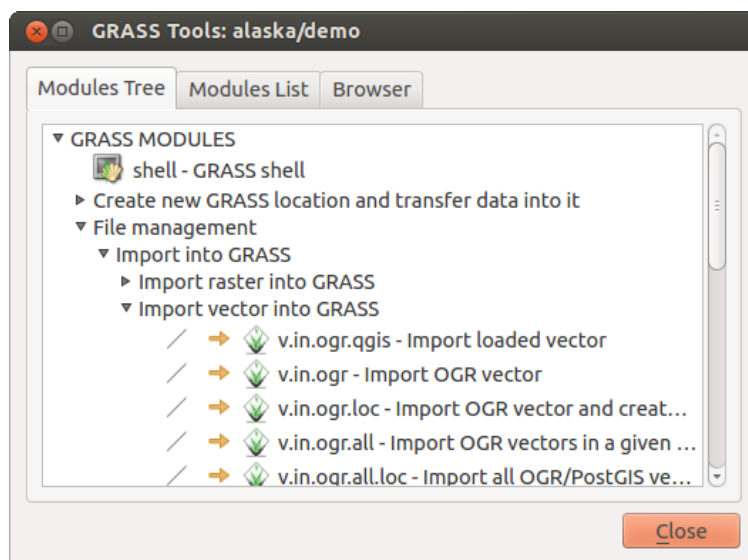 GRASS Tools: alaska/demo
Modules Tree Modules List Browser
GRASS MODULES
shell - GRASS shell
Create new GRASS location and transfer data into it
File management
Import into GRASS
Import raster into GRASS
Import vector into GRASS
v.in.ogr.qgis - Import loaded vector
v.in.ogr - Import OGR vector
v.in.ogr.loc - Import OGR vector and creat...
v.in.ogr.all - Import OGR vectors in a given ...
v.in.ogr.all.loc - Import all OGR/PostGIS ve...
Close